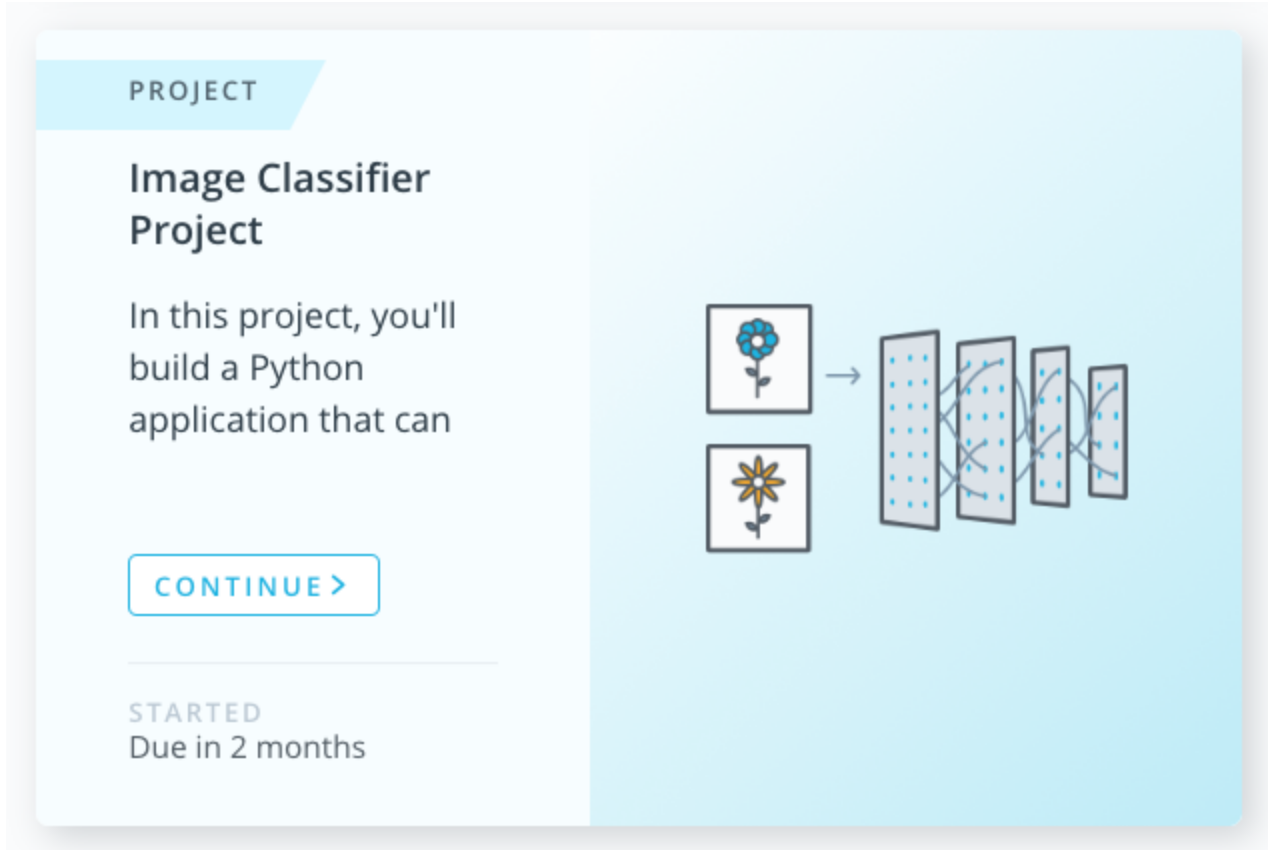 PROJECT
Image Classifier
Project
In this project, you'll
build a Python
application that can
CONTINUE >
STARTED
Due in 2 months